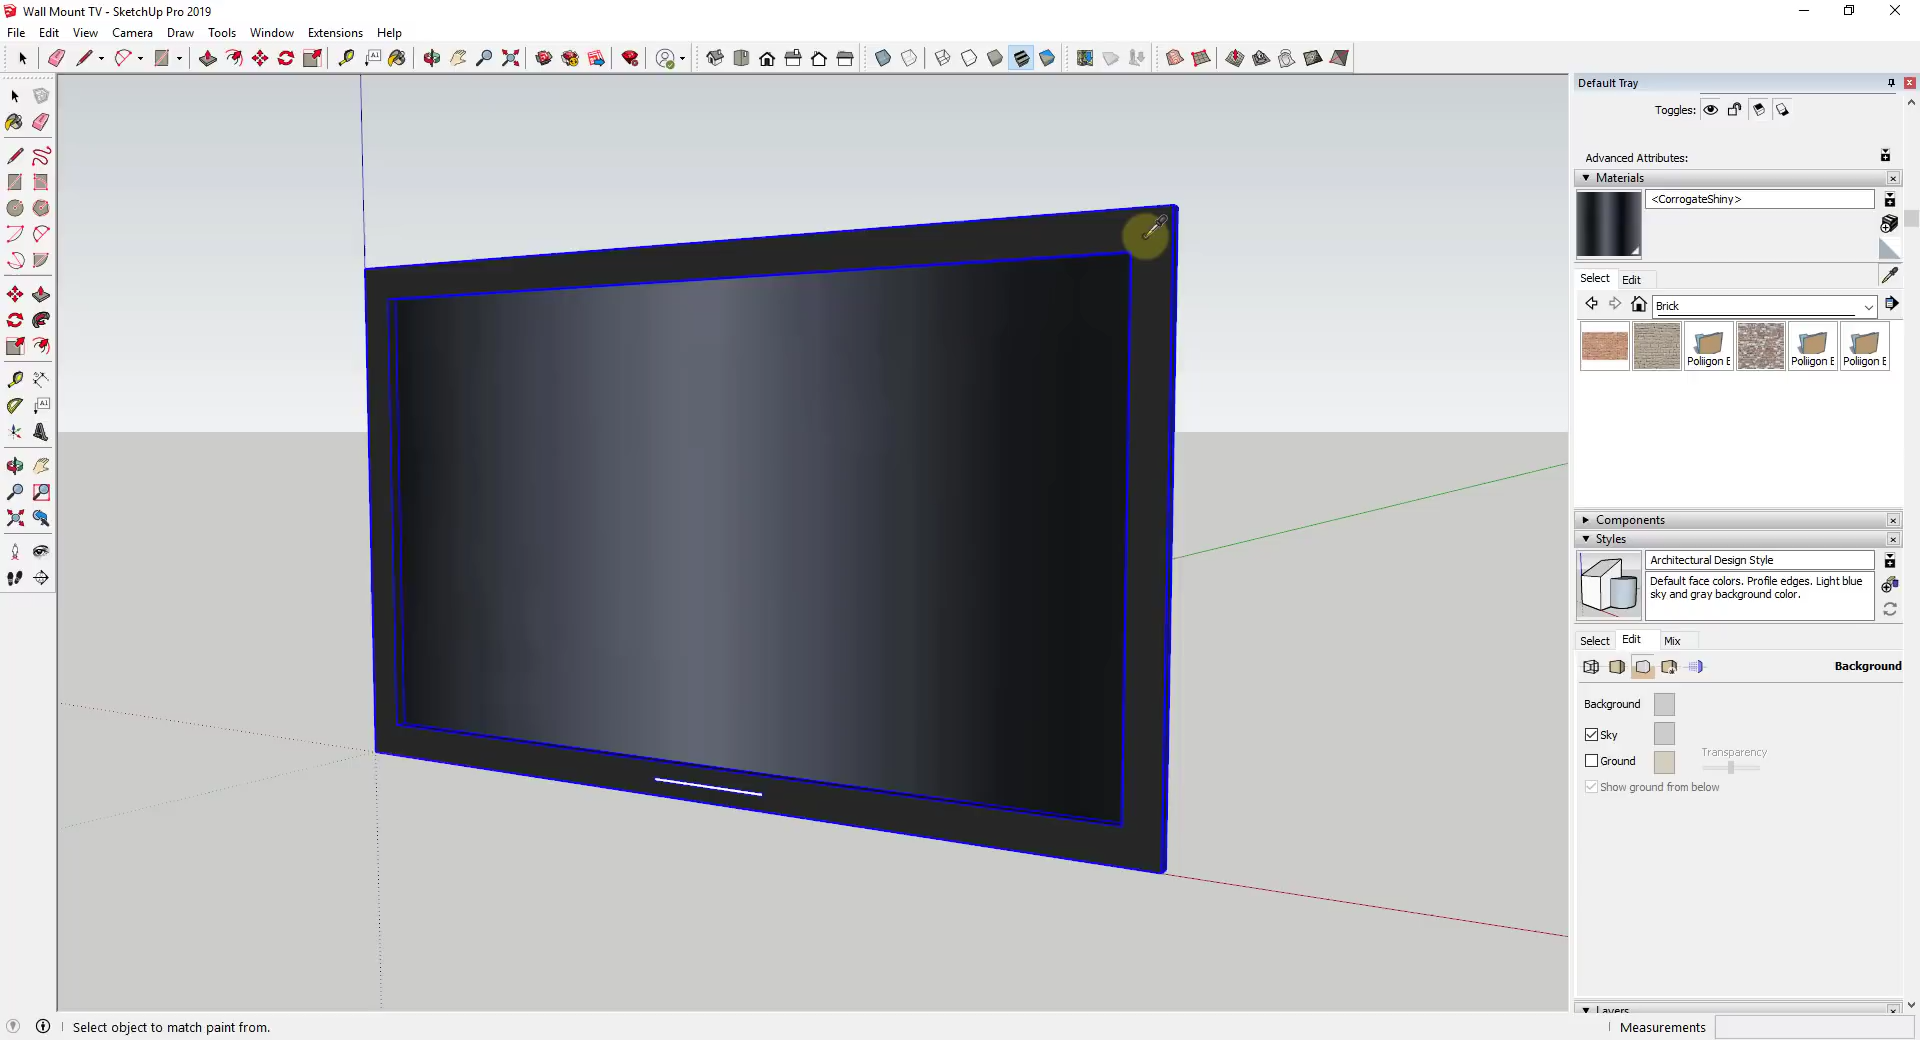 Wall Mount TV - SketchUp Pro 2019
File Edit View Camera Draw Tools Window Extensions Help
Default Tray
Toggles:
Advanced Attributes:
Materials
<CorrogateShiny>
Select Edit
Brick
Poliigon E Poliigon E Poliigon E
Components
Styles
Architectural Design Style
Default face colors. Profile edges. Light blue
sky and gray background color.
Select Edit Mix
Background
Background
Sky
Transparency
Ground
Show ground from below
Layers
Select object to match paint from.
Measurements